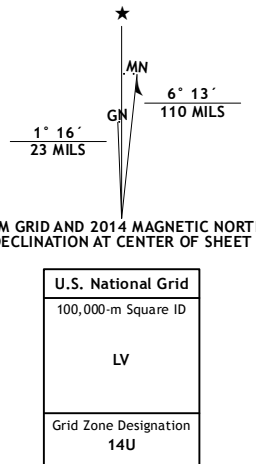 ★
MN
GN
6° 13´
110 MILS
1° 16´
23 MILS
M GRID AND 2014 MAGNETIC NORT
DECLINATION AT CENTER OF SHEET
U.S. National Grid
100,000-m Square ID
LV
Grid Zone Designation
14U